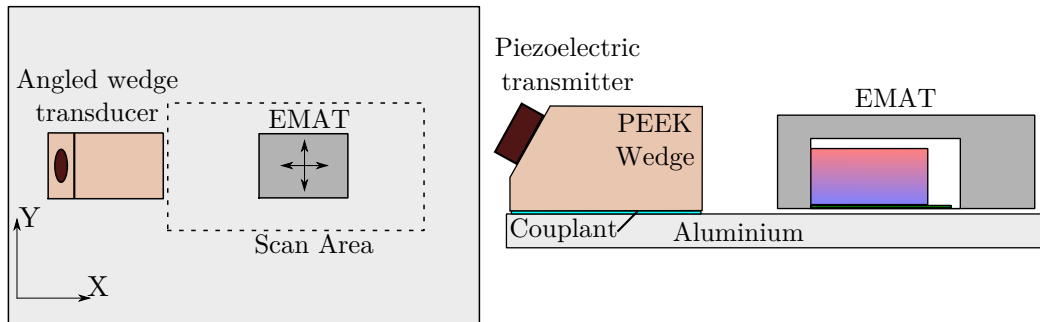 Angled wedge
transducer
EMAT
Scan Area
Y
X
Piezoelectric
transmitter
PEEK
Wedge
EMAT
Couplant
Aluminium